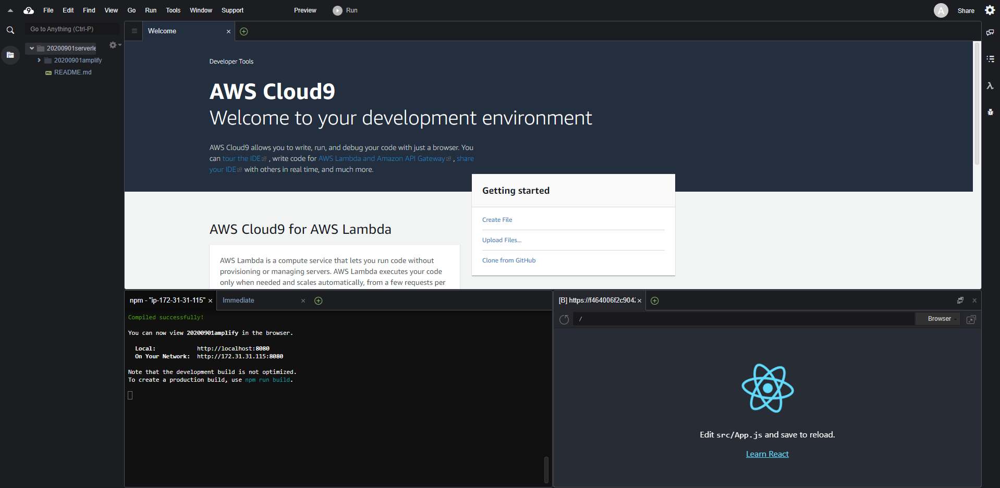 File Edit Find View Go Run Tools Window Support Preview Run A Share
Go to Anything (Ctrl-P)
20200901serverle
20200901amplify
README.md
Welcome
Developer Tools
AWS Cloud9
Welcome to your development environment
AWS Cloud9 allows you to write, run, and debug your code with just a browser. You
can tour the IDE , write code for AWS Lambda and Amazon API Gateway , share
your IDE with others in real time, and much more.
Getting started
Create File
Upload Files...
Clone from GitHub
AWS Cloud9 for AWS Lambda
AWS Lambda is a compute service that lets you run code without
provisioning or managing servers. AWS Lambda executes your code
only when needed and scales automatically, from a few requests per
npm - "ip-172-31-31-115" Immediate
Compiled successfully!
You can now view 20200901amplify in the browser.
Local: http://localhost:8080
On Your Network: http://172.31.31.115:8080
Note that the development build is not optimized.
To create a production build, use npm run build.
[B] https://f464006f2c9042
/ Browser
Edit src/App.js and save to reload.
Learn React